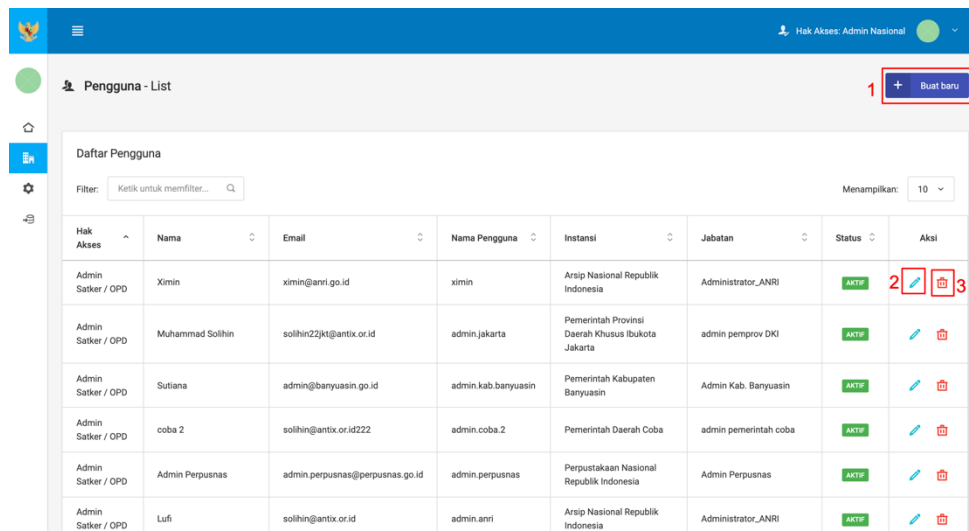 Hak Akses: Admin Nasional
Pengguna - List
1
+ Buat baru
Daftar Pengguna
Filter: Ketik untuk memfilter...
Menampilkan: 10
Hak Akses Nama Email Nama Pengguna Instansi Jabatan Status Aksi
Admin Satker / OPD Ximin ximin@anri.go.id ximin Arsip Nasional Republik Indonesia Administrator_ANRI AKTIF 2 3
Admin Satker / OPD Muhammad Solihin solihin22jkt@antix.or.id admin.jakarta Pemerintah Provinsi Daerah Khusus Ibukota Jakarta admin pemprov DKI AKTIF
Admin Satker / OPD Sutiana admin@banyuasin.go.id admin.kab.banyuasin Pemerintah Kabupaten Banyuasin Admin Kab. Banyuasin AKTIF
Admin Satker / OPD coba 2 solihin@antix.or.id222 admin.coba.2 Pemerintah Daerah Coba admin pemerintah coba AKTIF
Admin Satker / OPD Admin Perpusnas admin.perpusnas@perpusnas.go.id admin.perpusnas Perpustakaan Nasional Republik Indonesia Admin Perpusnas AKTIF
Admin Satker / OPD Lufi solihin@antix.or.id admin.anri Arsip Nasional Republik Indonesia Administrator_ANRI AKTIF